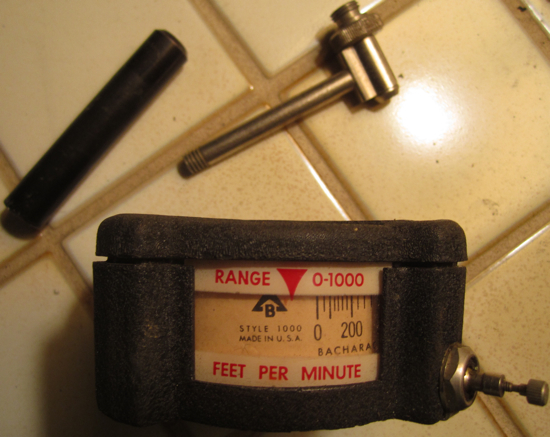 RANGE 0-1000
B
STYLE 1000
MADE IN U.S.A.
0 200
BACHARA
FEET PER MINUTE